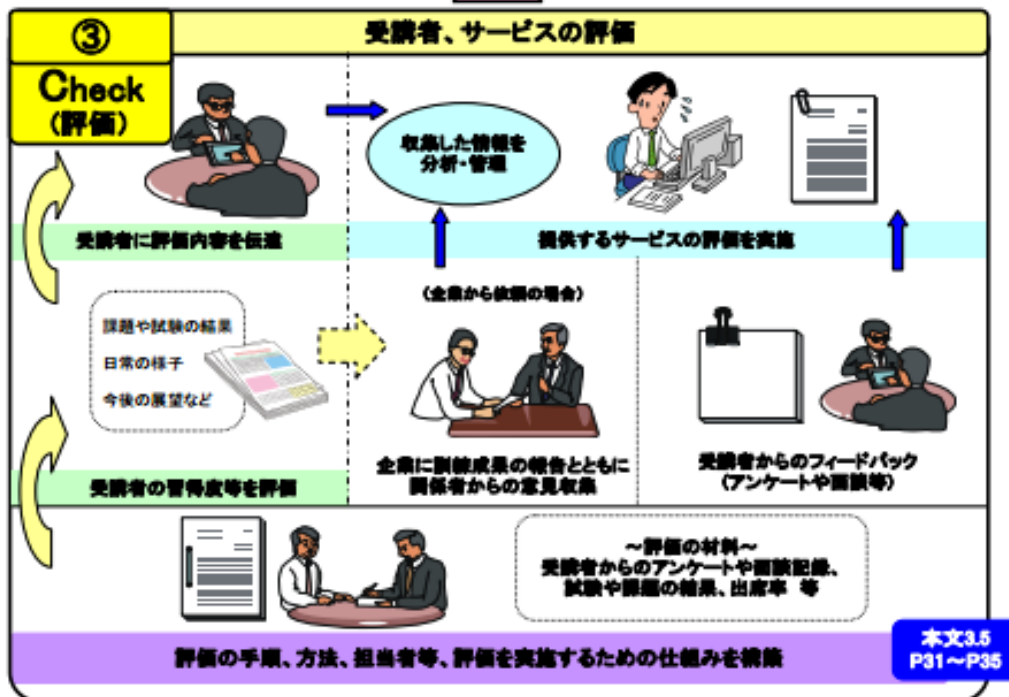 ③
Check
(評価)
受講者、サービスの評価
収集した情報を
分析・管理
受講者に評価内容を伝達
提供するサービスの評価を実施
課題や試験の結果
日常の様子
今後の展望など
受講者の習得度等を評価
(企業から依頼の場合)
企業に訓練成果の報告とともに
関係者からの意見収集
受講者からのフィードバック
(アンケートや面談等)
～評価の材料～
受講者からのアンケートや面談記録、
試験や課題の結果、出席率 等
評価の手順、方法、担当者等、評価を実施するための仕組みを構築
本文3.5
P31～P35